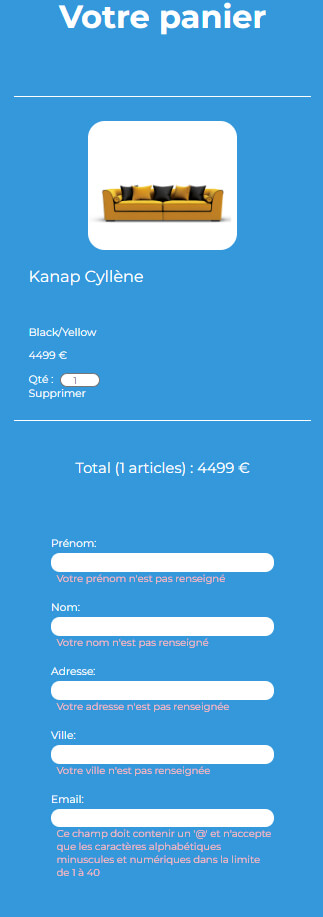 Votre panier
Kanap Cyllène
Black/Yellow
4499 €
Qté : 1
Supprimer
Total (1 articles) : 4499 €
Prénom:
Votre prénom n'est pas renseigné
Nom:
Votre nom n'est pas renseigné
Adresse:
Votre adresse n'est pas renseignée
Ville:
Votre ville n'est pas renseignée
Email:
Ce champ doit contenir un '@' et n'accepte
que les caractères alphabétiques
minuscules et numériques dans la limite
de 1 à 40